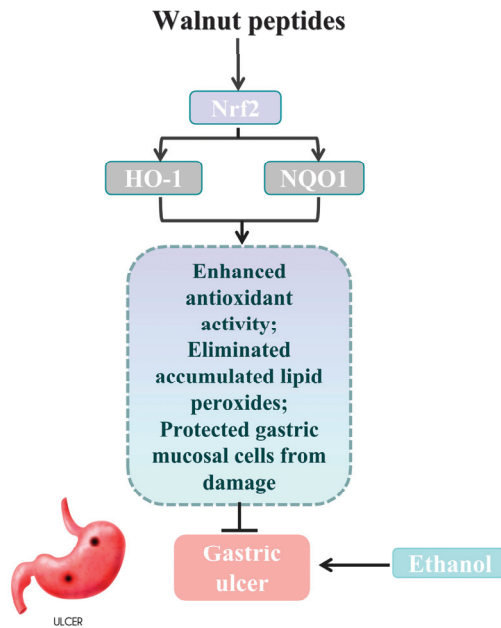 Walnut peptides
Nrf2
HO-1
NQO1
Enhanced
antioxidant
activity;
Eliminated
accumulated lipid
peroxides;
Protected gastric
mucosal cells from
damage
Gastric
ulcer
Ethanol
ULCER